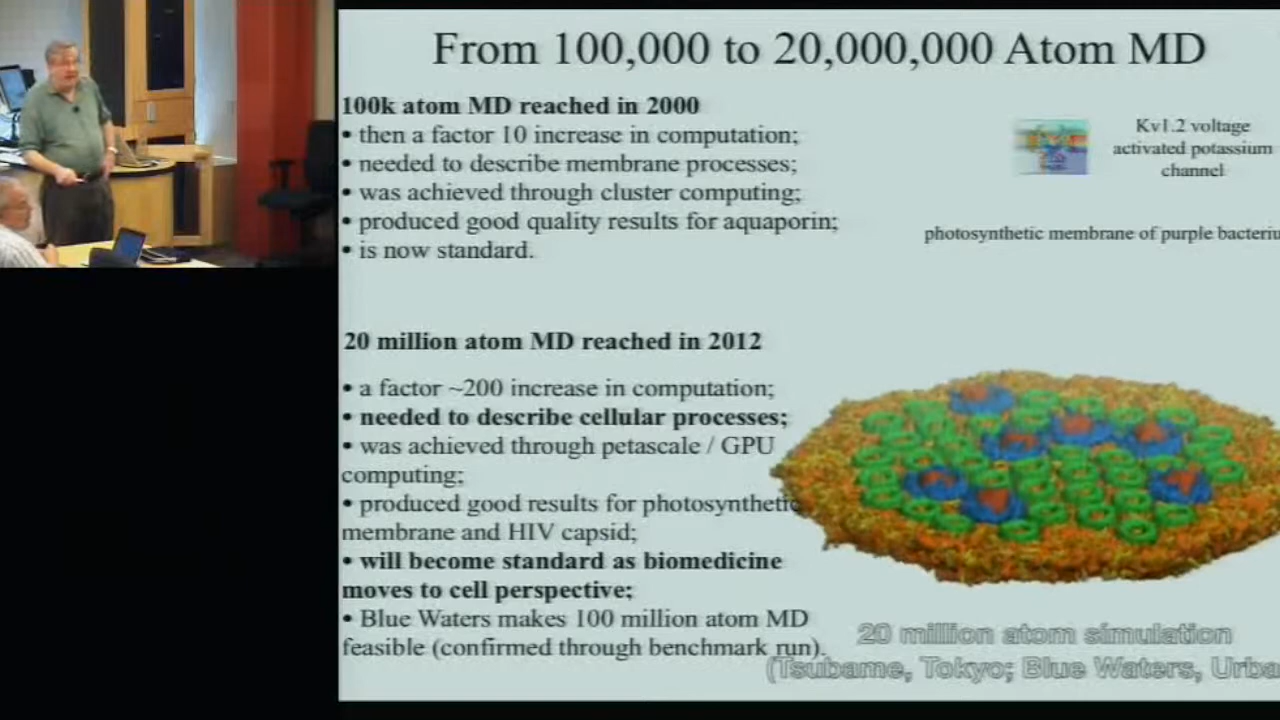 From 100,000 to 20,000,000 Atom MD
100k atom MD reached in 2000
• then a factor 10 increase in computation;
• needed to describe membrane processes;
• was achieved through cluster computing;
• produced good quality results for aquaporin;
• is now standard.
Kv1.2 voltage
activated potassium
channel
photosynthetic membrane of purple bacteriu
20 million atom MD reached in 2012
• a factor ~200 increase in computation;
• needed to describe cellular processes;
• was achieved through petascale / GPU
computing;
• produced good results for photosynthetic
membrane and HIV capsid;
• will become standard as biomedicine
moves to cell perspective;
• Blue Waters makes 100 million atom MD
feasible (confirmed through benchmark run).
20 million atom simulation
(Tsubame, Tokyo; Blue Waters, Urba